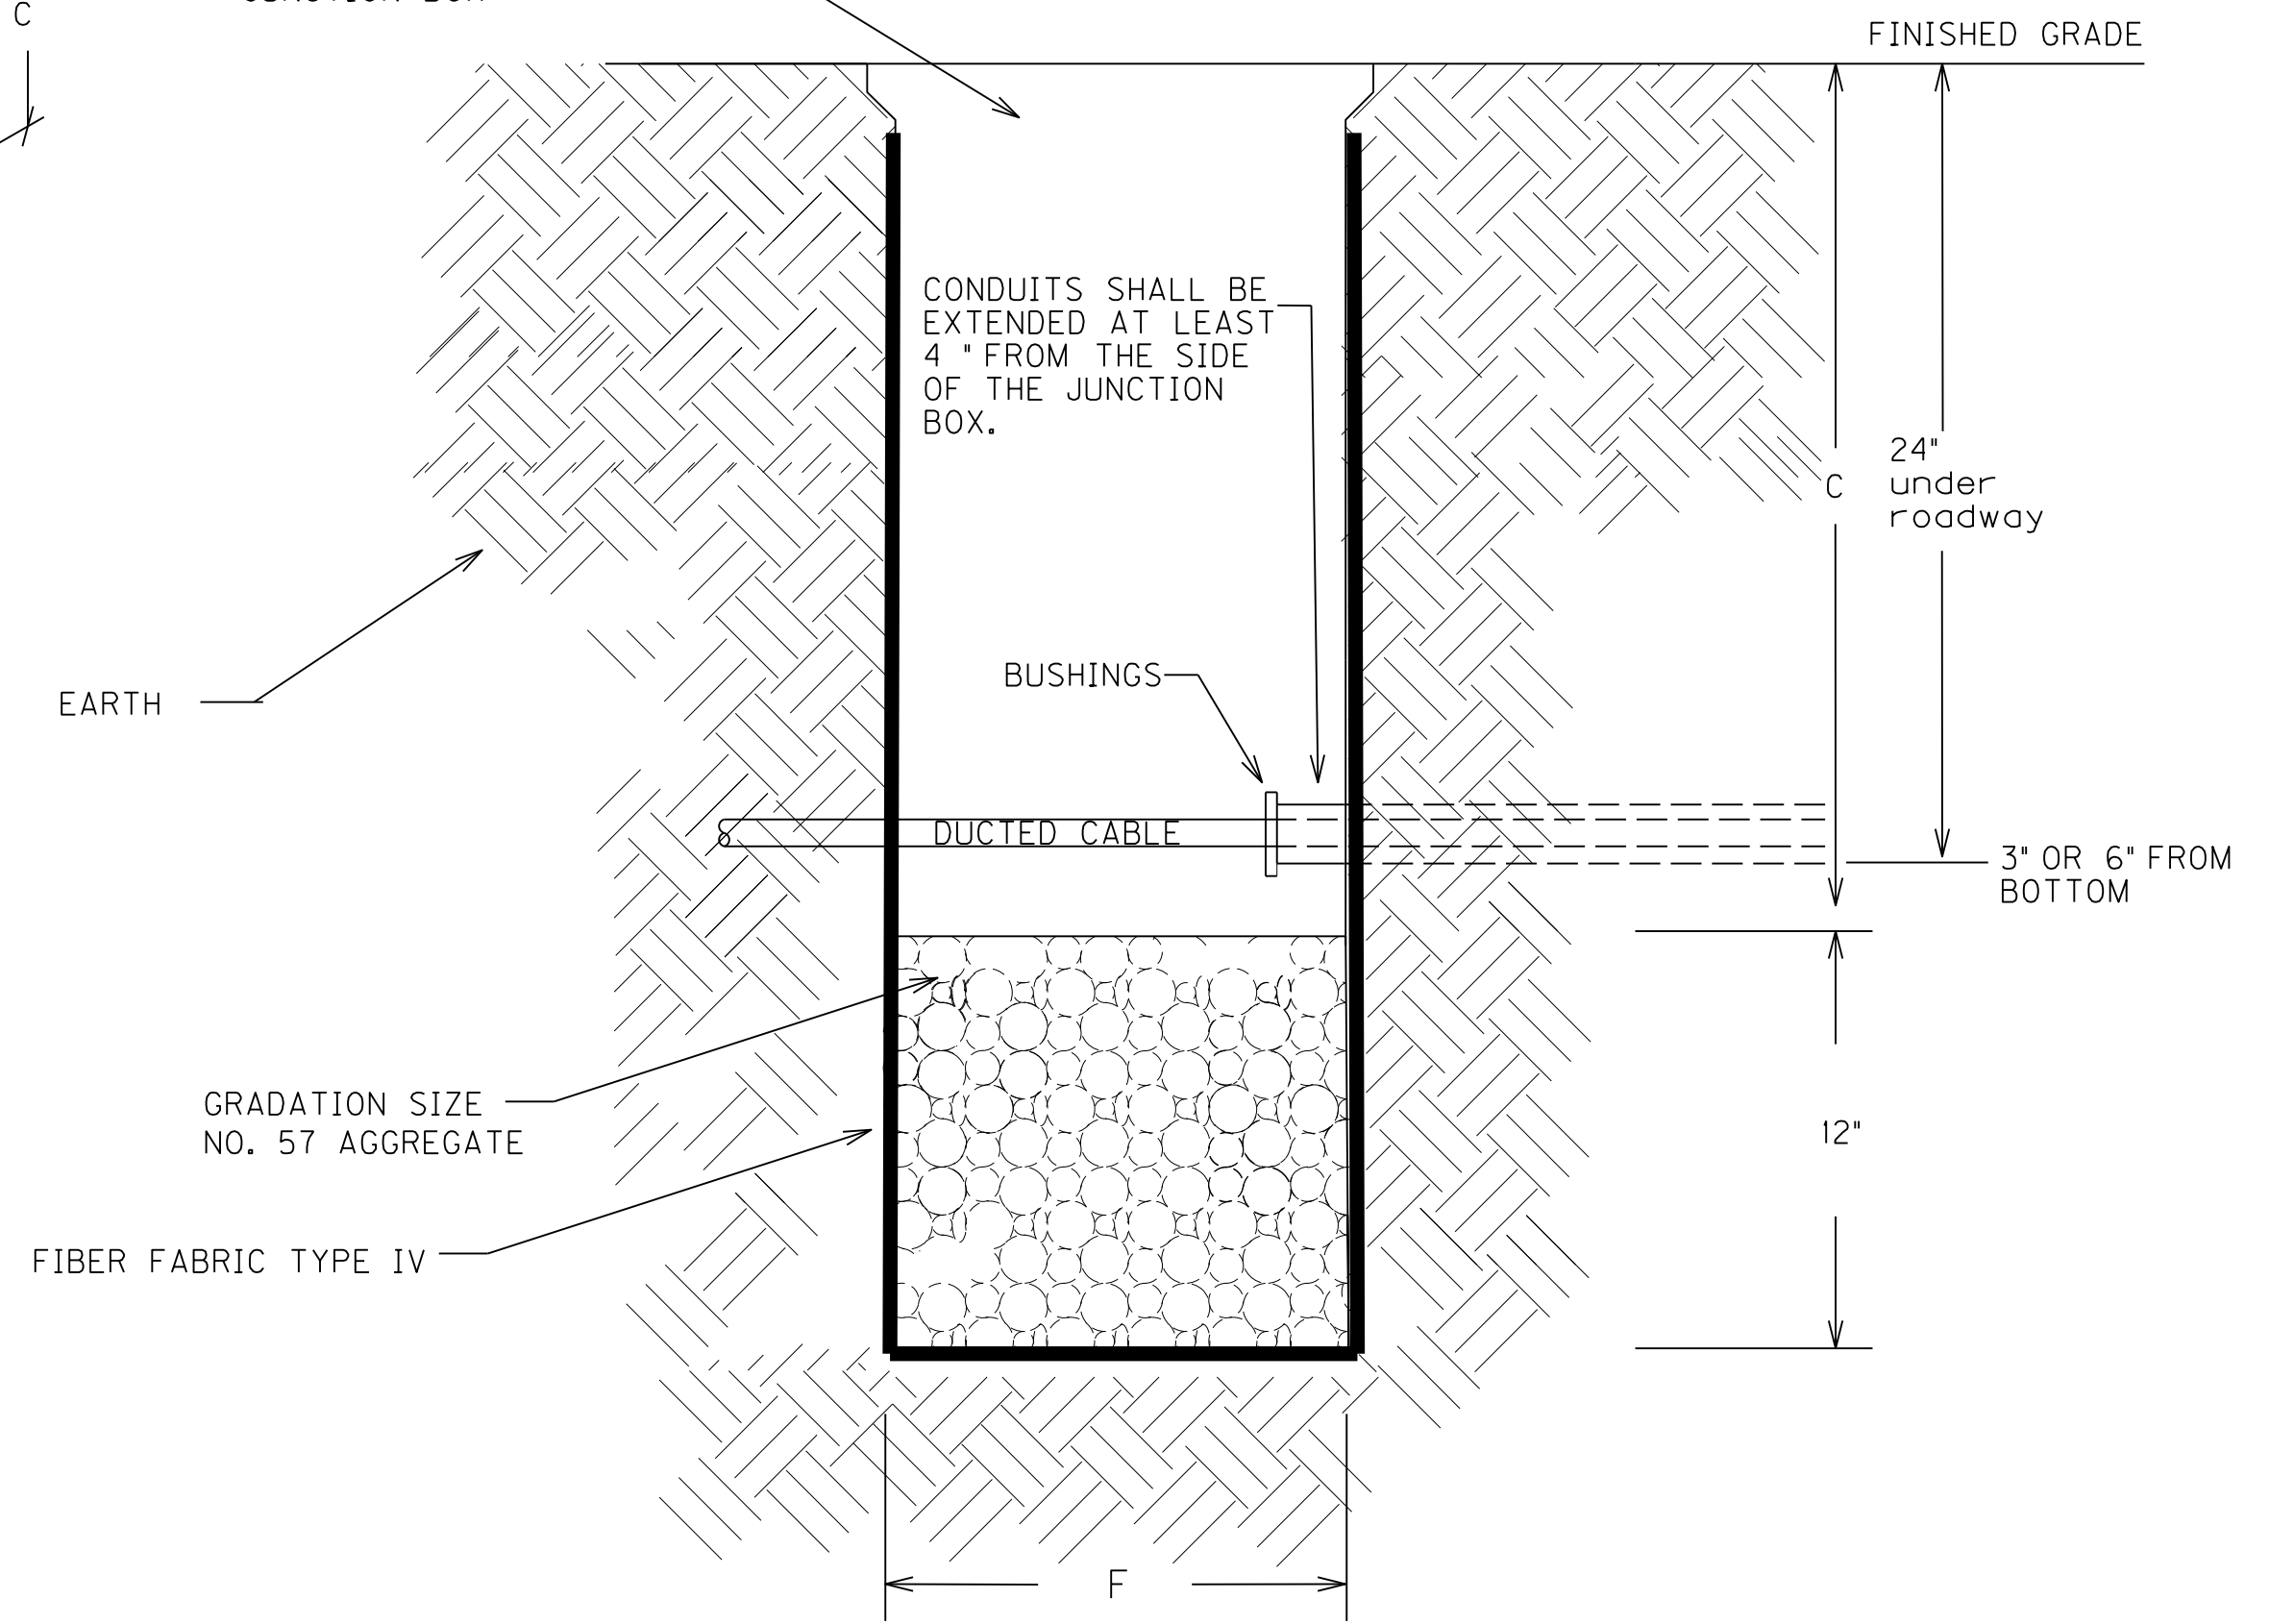 C
FINISHED GRADE
CONDUITS SHALL BE
EXTENDED AT LEAST
4 " FROM THE SIDE
OF THE JUNCTION
BOX.
24"
under
roadway
C
BUSHINGS
EARTH
DUCTED CABLE
3" OR 6" FROM
BOTTOM
GRADATION SIZE
NO. 57 AGGREGATE
12"
FIBER FABRIC TYPE IV
F